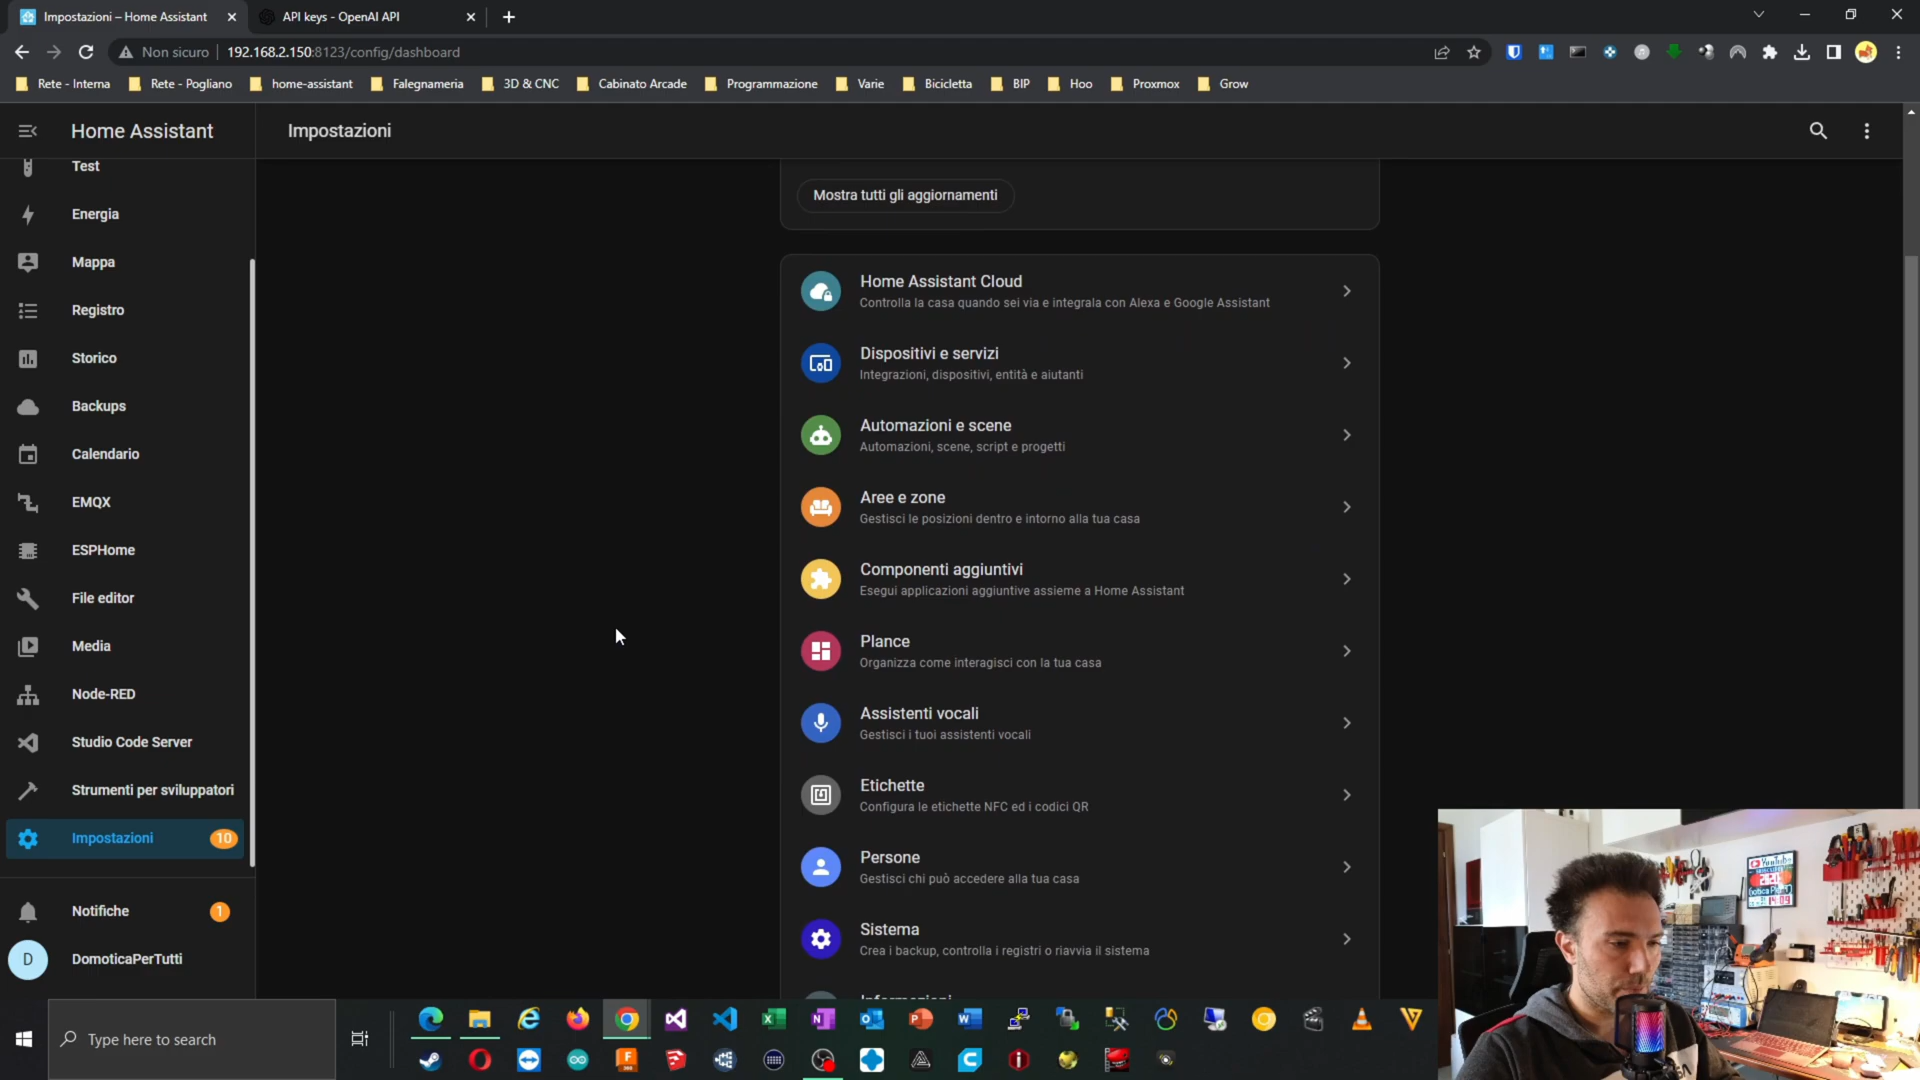 Impostazioni – Home Assistant
API keys - OpenAI API
Non sicuro
192.168.2.150:8123/config/dashboard
Rete - Interna
Rete - Pogliano
home-assistant
Falegnameria
3D & CNC
Cabinato Arcade
Programmazione
Varie
Bicicletta
BIP
Hoo
Proxmox
Grow
Home Assistant
Impostazioni
Test
Energia
Mappa
Registro
Storico
Backups
Calendario
EMQX
ESPHome
File editor
Media
Node-RED
Studio Code Server
Strumenti per sviluppatori
Impostazioni
10
Notifiche
1
D
DomoticaPerTutti
Mostra tutti gli aggiornamenti
Home Assistant Cloud
Controlla la casa quando sei via e integrala con Alexa e Google Assistant
Dispositivi e servizi
Integrazioni, dispositivi, entità e aiutanti
Automazioni e scene
Automazioni, scene, script e progetti
Aree e zone
Gestisci le posizioni dentro e intorno alla tua casa
Componenti aggiuntivi
Esegui applicazioni aggiuntive assieme a Home Assistant
Plance
Organizza come interagisci con la tua casa
Assistenti vocali
Gestisci i tuoi assistenti vocali
Etichette
Configura le etichette NFC ed i codici QR
Persone
Gestisci chi può accedere alla tua casa
Sistema
Crea i backup, controlla i registri o riavvia il sistema
Informazioni
YouTube
Type here to search